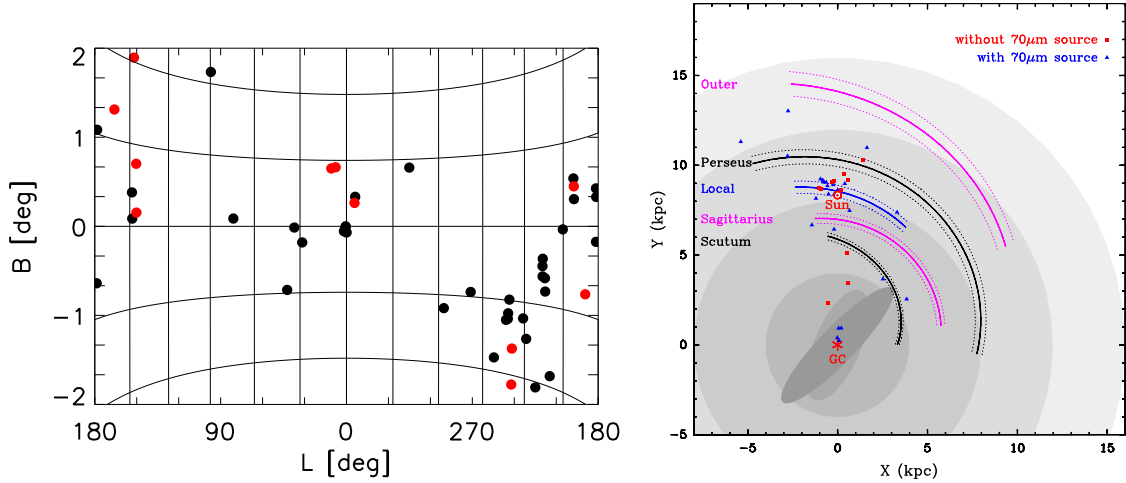 2
1
0
-1
-2
B [deg]
180
90
0
270
180
L [deg]
without 70μm source
with 70μm source
Outer
Perseus
Local
Sagittarius
Scutum
Sun
GC
15
10
5
0
-5
Y (kpc)
-5
0
5
10
15
X (kpc)